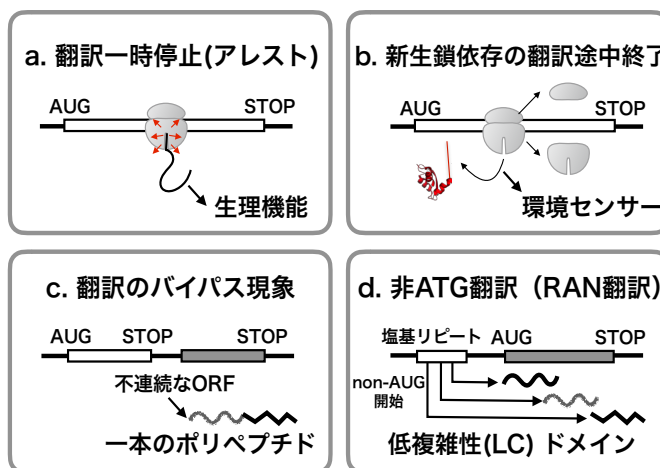 a. 翻訳一時停止(アレスト)
AUG STOP
生理機能
b. 新生鎖依存の翻訳途中終了
AUG STOP
環境センサー
c. 翻訳のバイパス現象
AUG STOP STOP
不連続なORF
一本のポリペプチド
d. 非ATG翻訳（RAN翻訳）
塩基リピート AUG STOP
non-AUG
開始
低複雑性(LC) ドメイン